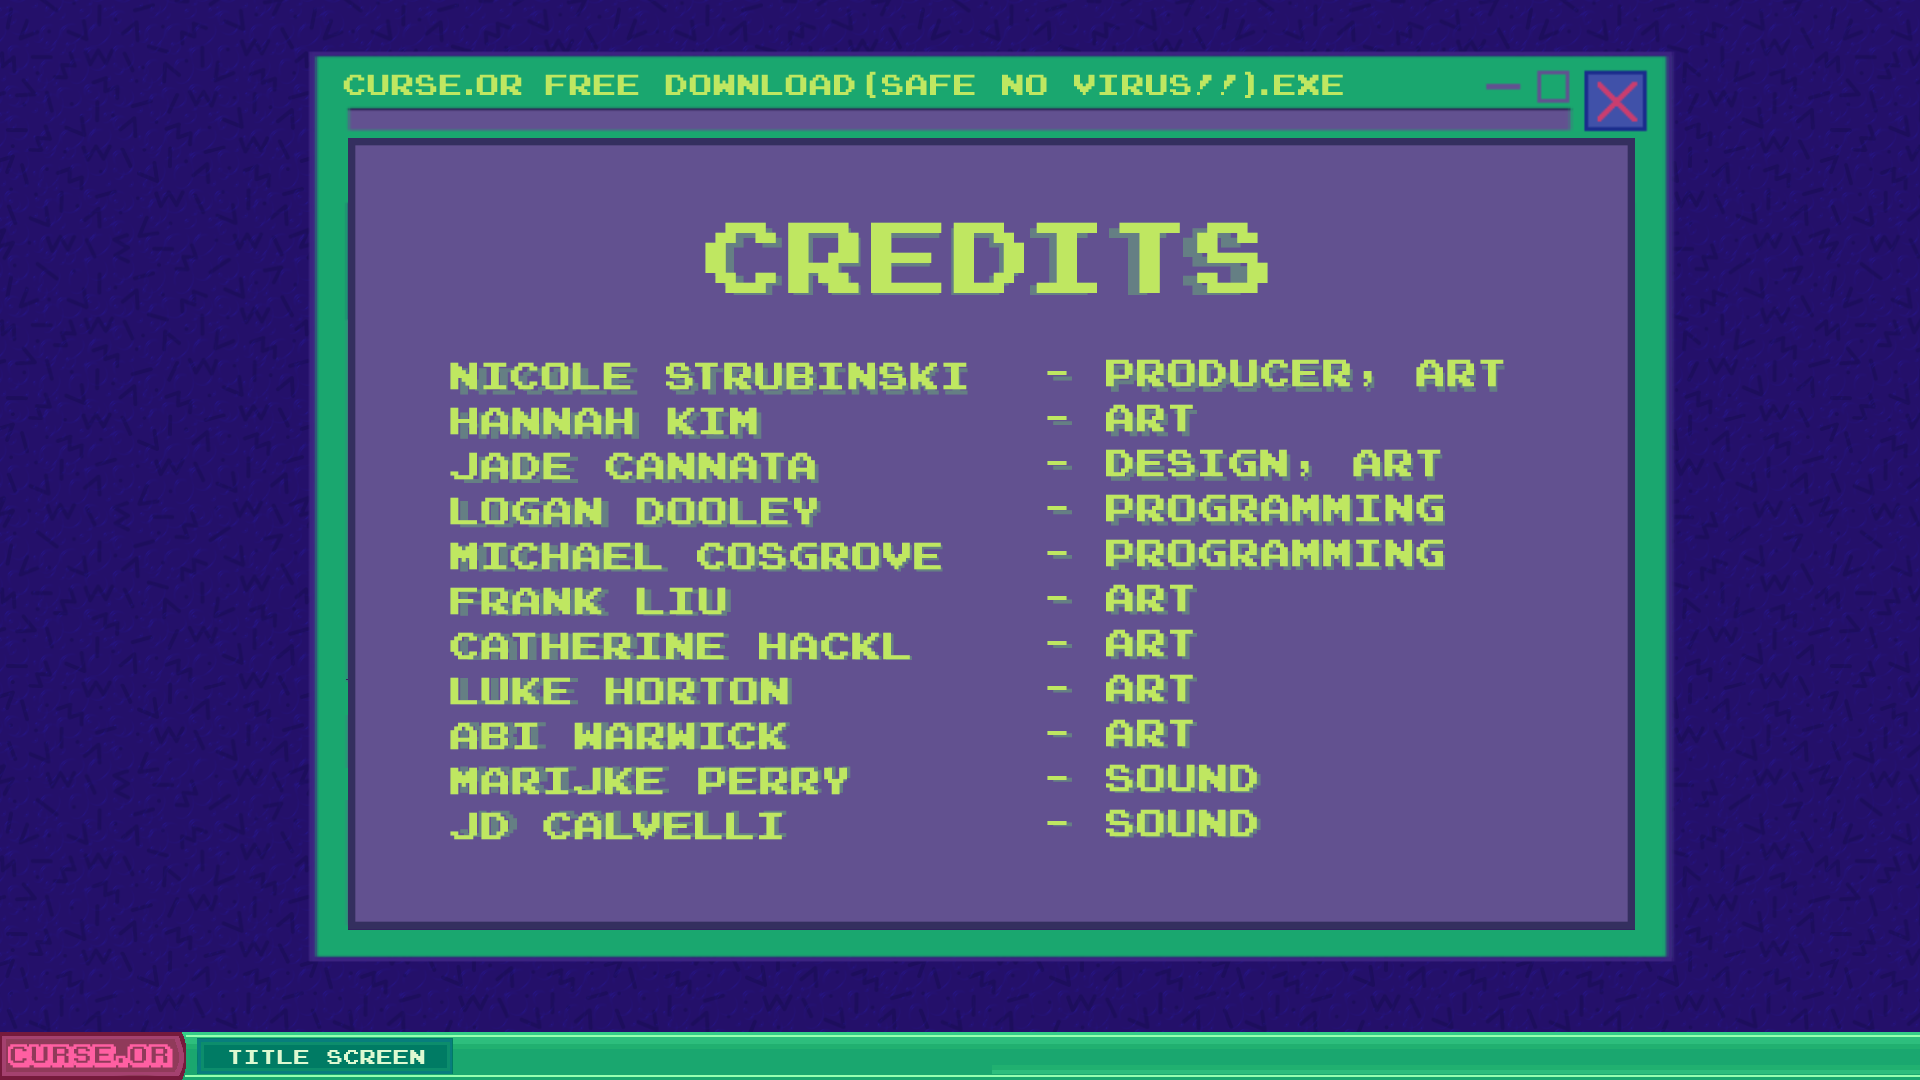 CURSE.OR FREE DOWNLOAD(SAFE NO VIRUS!!).EXE
CREDITS
NICOLE STRUBINSKI - PRODUCER, ART
HANNAH KIM - ART
JADE CANNATA - DESIGN, ART
LOGAN DOOLEY - PROGRAMMING
MICHAEL COSGROVE - PROGRAMMING
FRANK LIU - ART
CATHERINE HACKL - ART
LUKE HORTON - ART
ABI WARWICK - ART
MARIJKE PERRY - SOUND
JD CALVELLI - SOUND
CURSE.OR TITLE SCREEN